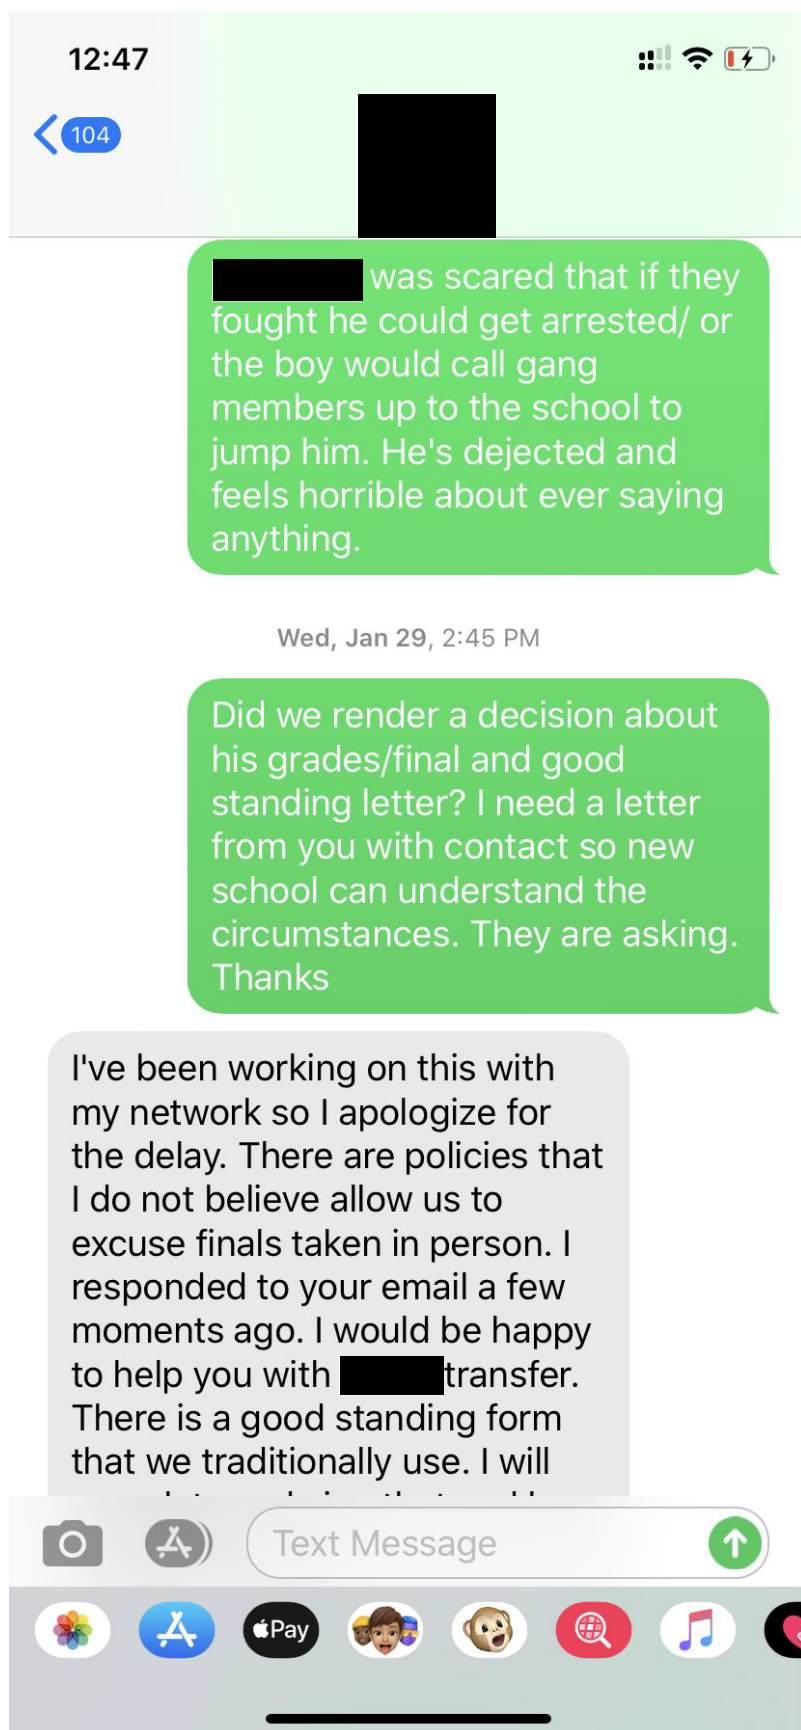 12:47
104
was scared that if they
fought he could get arrested/ or
the boy would call gang
members up to the school to
jump him. He's dejected and
feels horrible about ever saying
anything.
Wed, Jan 29, 2:45 PM
Did we render a decision about
his grades/final and good
standing letter? I need a letter
from you with contact so new
school can understand the
circumstances. They are asking.
Thanks
I've been working on this with
my network so I apologize for
the delay. There are policies that
I do not believe allow us to
excuse finals taken in person. I
responded to your email a few
moments ago. I would be happy
to help you with transfer.
There is a good standing form
that we traditionally use. I will
Text Message
Pay